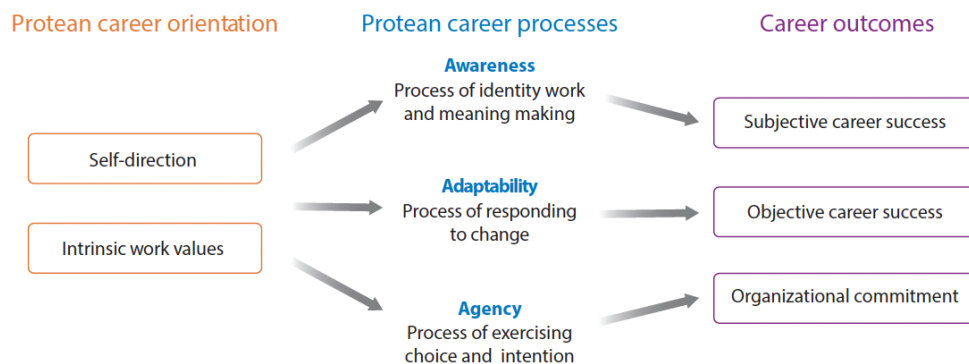 Protean career orientation
Protean career processes
Career outcomes
Self-direction
Intrinsic work values
Awareness
Process of identity work
and meaning making
Adaptability
Process of responding
to change
Agency
Process of exercising
choice and intention
Subjective career success
Objective career success
Organizational commitment